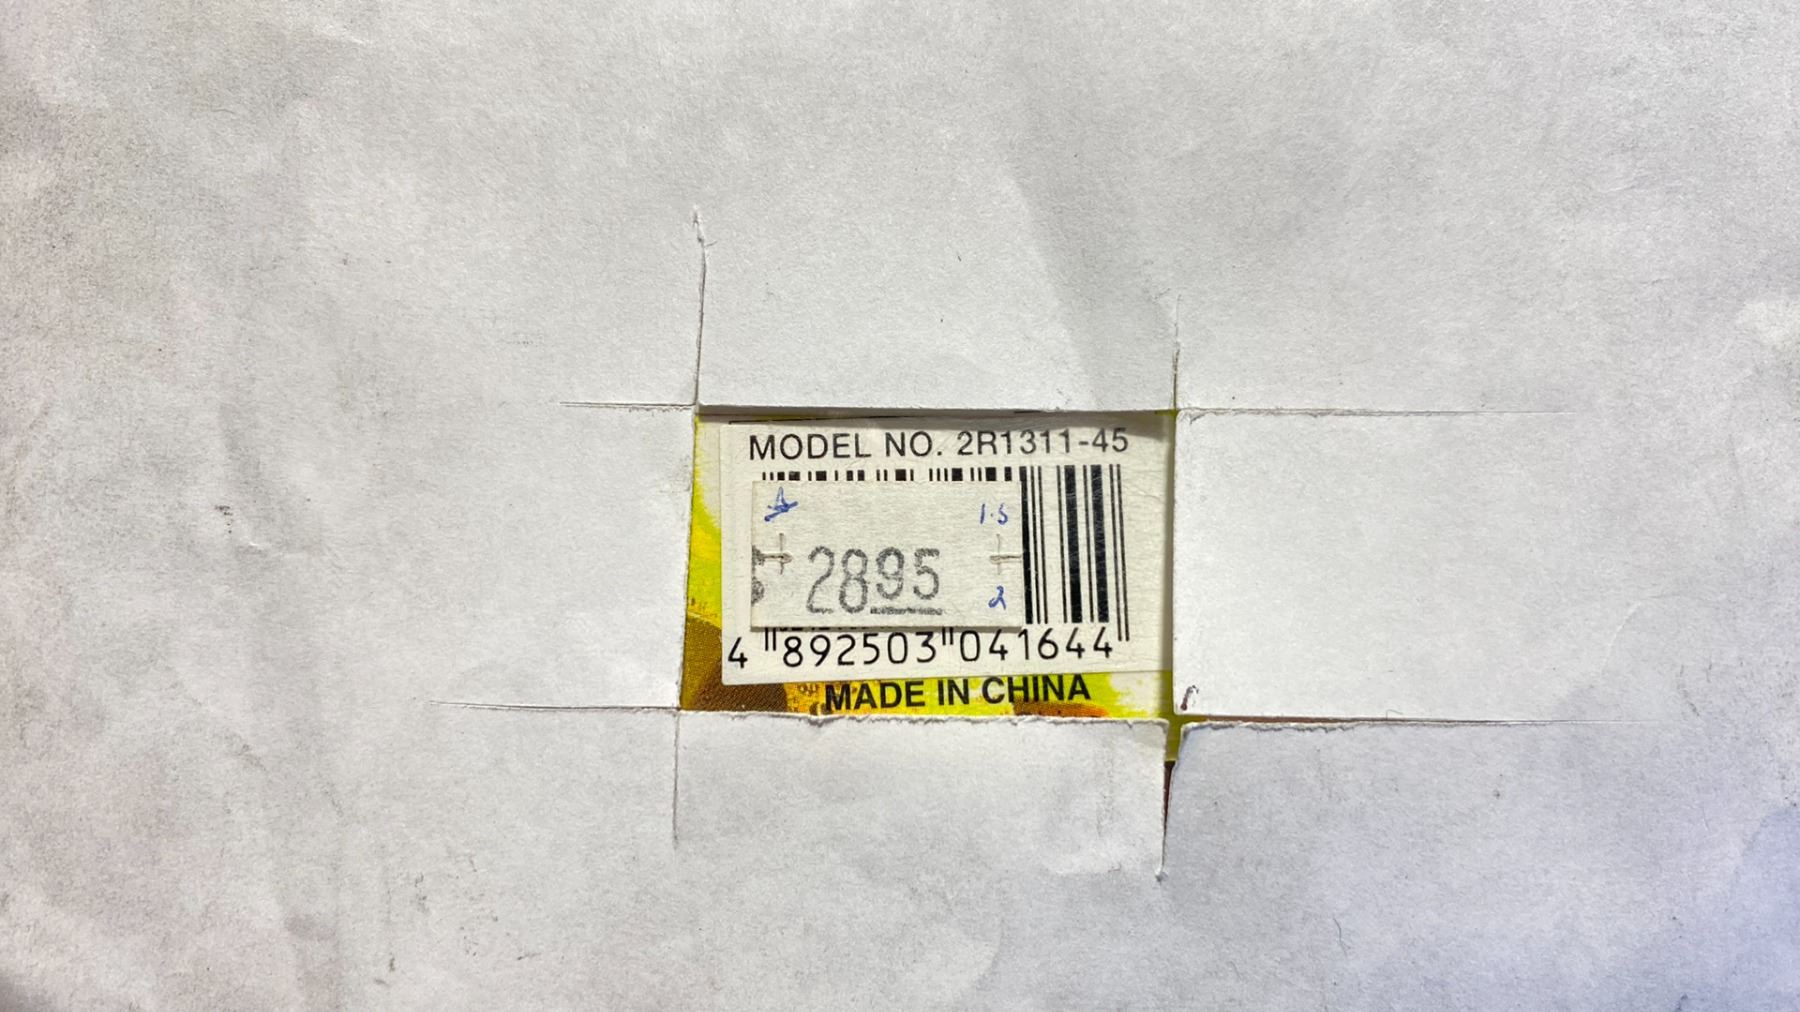 MODEL NO. 2R1311-45
1.5
2895
2
4 892503 041644
MADE IN CHINA